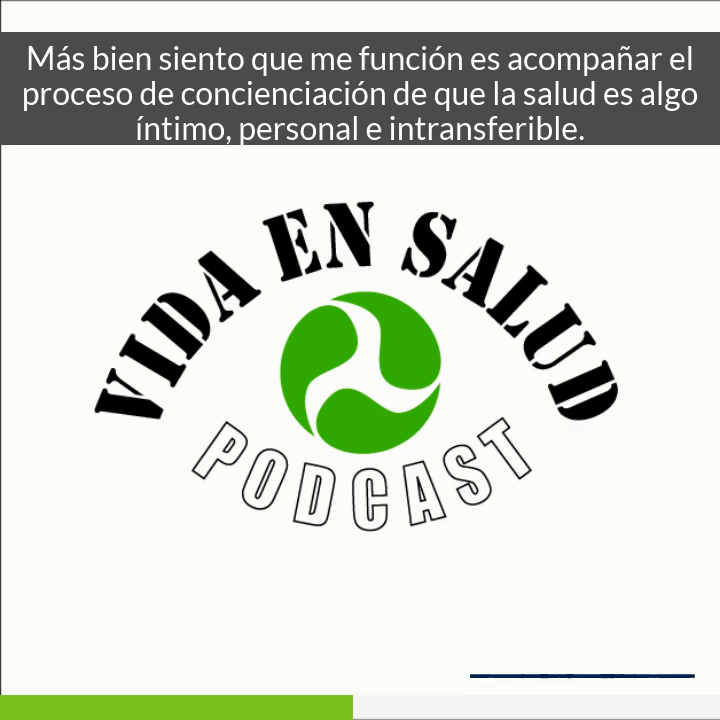 Más bien siento que me función es acompañar el
proceso de concienciación de que la salud es algo
íntimo, personal e intransferible.
VIDA EN SALUD
PODCAST